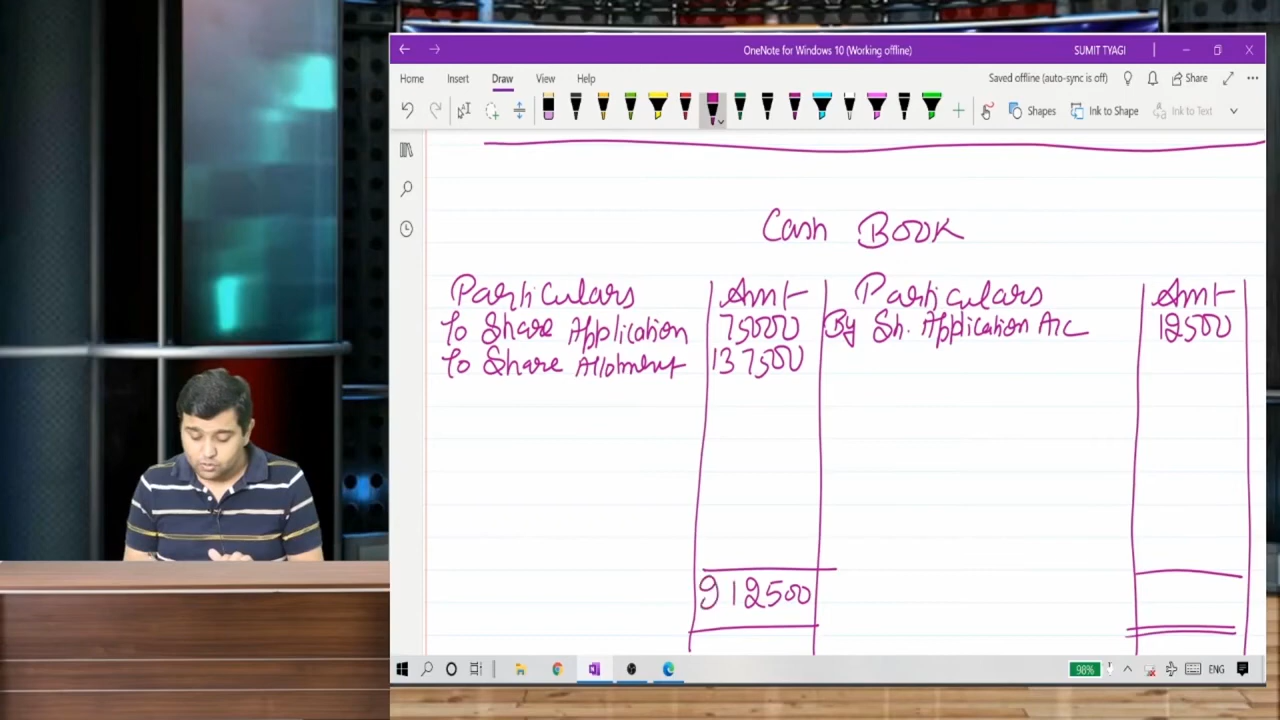 OneNote for Windows 10 (Working offline)
SUMIT TYAGI
Home Insert Draw View Help
Saved offline (auto-sync is off)
Share
Shapes
Ink to Shape
Ink to Text
Cash Book
Particulars Amt Particulars Amt
To Share Application 75000 By Sh. Application A/c 12500
To Share Allotment 137500
212500
98%
ENG